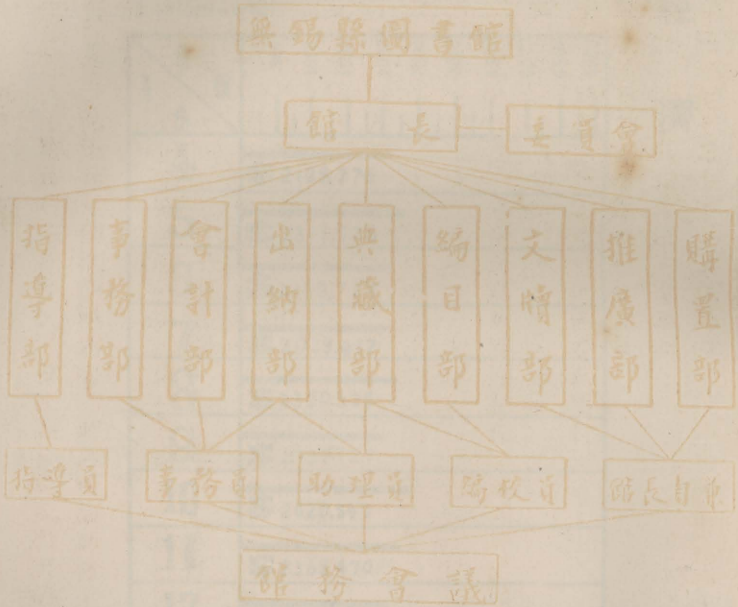 無錫縣圖書館
館長
委員會
指導部
事務部
會計部
出納部
典藏部
編目部
文牘部
推廣部
購置部
指導員
事務員
助理員
編校員
館長自兼
館務會議